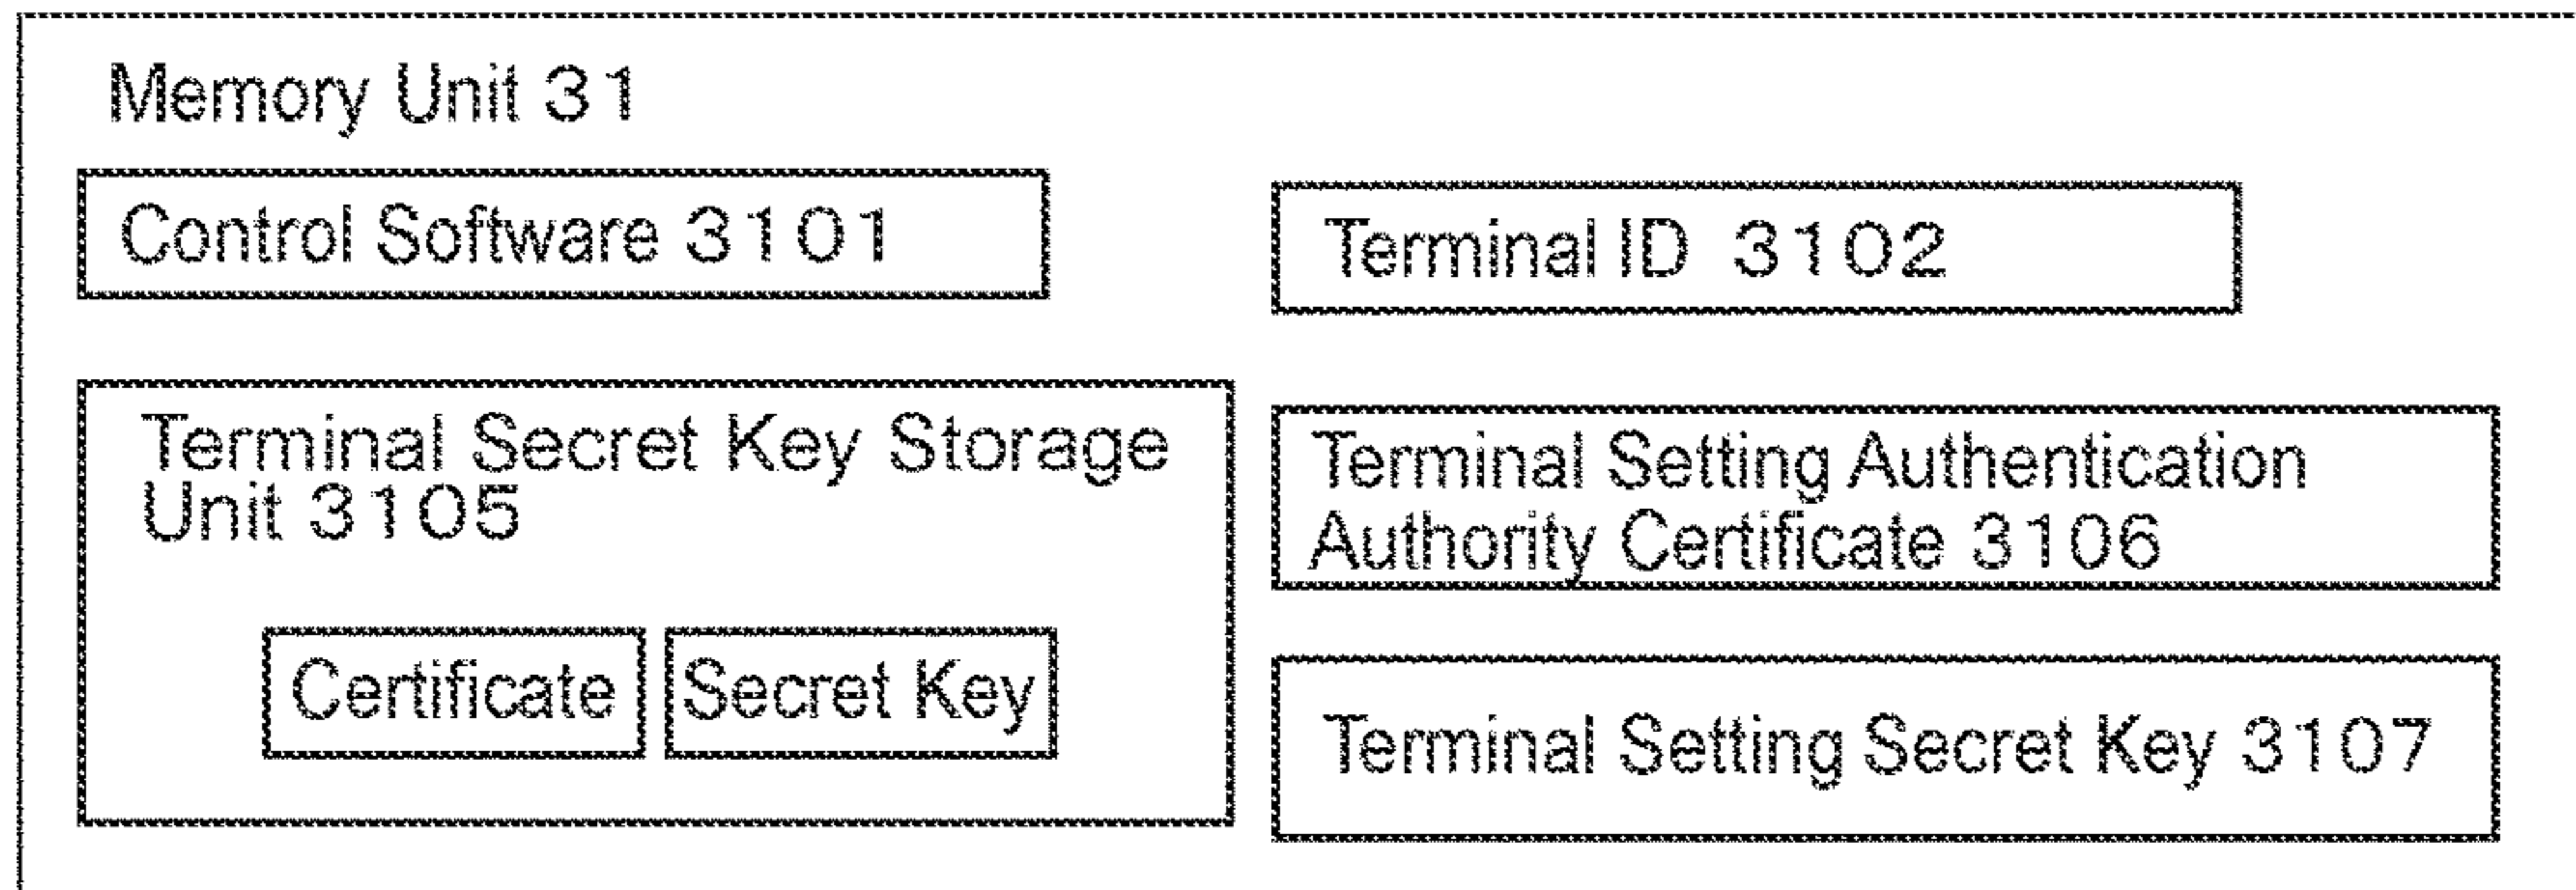 Memory Unit 31
Control Software 3101
Terminal ID 3102
Terminal Secret Key Storage
Unit 3105
Certificate
Secret Key
Terminal Setting Authentication
Authority Certificate 3106
Terminal Setting Secret Key 3107